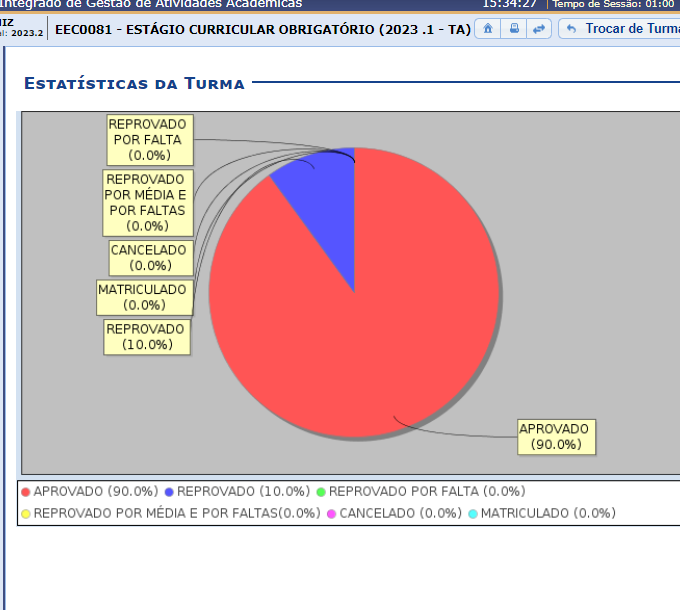 Integrado de Gestão de Atividades Acadêmicas 15:34:27 Tempo de Sessão: 01:00
2023.2 EEC0081 - ESTÁGIO CURRICULAR OBRIGATÓRIO (2023 .1 - TA) Trocar de Turma
ESTATÍSTICAS DA TURMA
REPROVADO
POR FALTA
(0.0%)
REPROVADO
POR MÉDIA E
POR FALTAS
(0.0%)
CANCELADO
(0.0%)
MATRICULADO
(0.0%)
REPROVADO
(10.0%)
APROVADO
(90.0%)
APROVADO (90.0%) REPROVADO (10.0%) REPROVADO POR FALTA (0.0%)
REPROVADO POR MÉDIA E POR FALTAS(0.0%) CANCELADO (0.0%) MATRICULADO (0.0%)